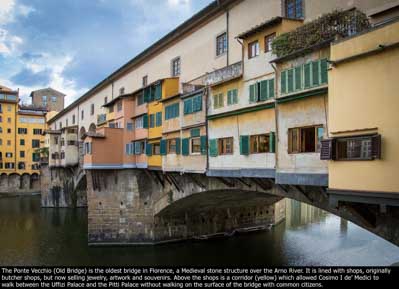 The Ponte Vecchio (Old Bridge) is the oldest bridge in Florence, a Medieval stone structure over the Arno River. It is lined with shops, originally
butcher shops, but now selling jewelry, artwork and souvenirs. Above the shops is a corridor (yellow) which allowed Cosimo I de' Medici to
walk between the Uffizi Palace and the Pitti Palace without walking on the surface of the bridge with common citizens.